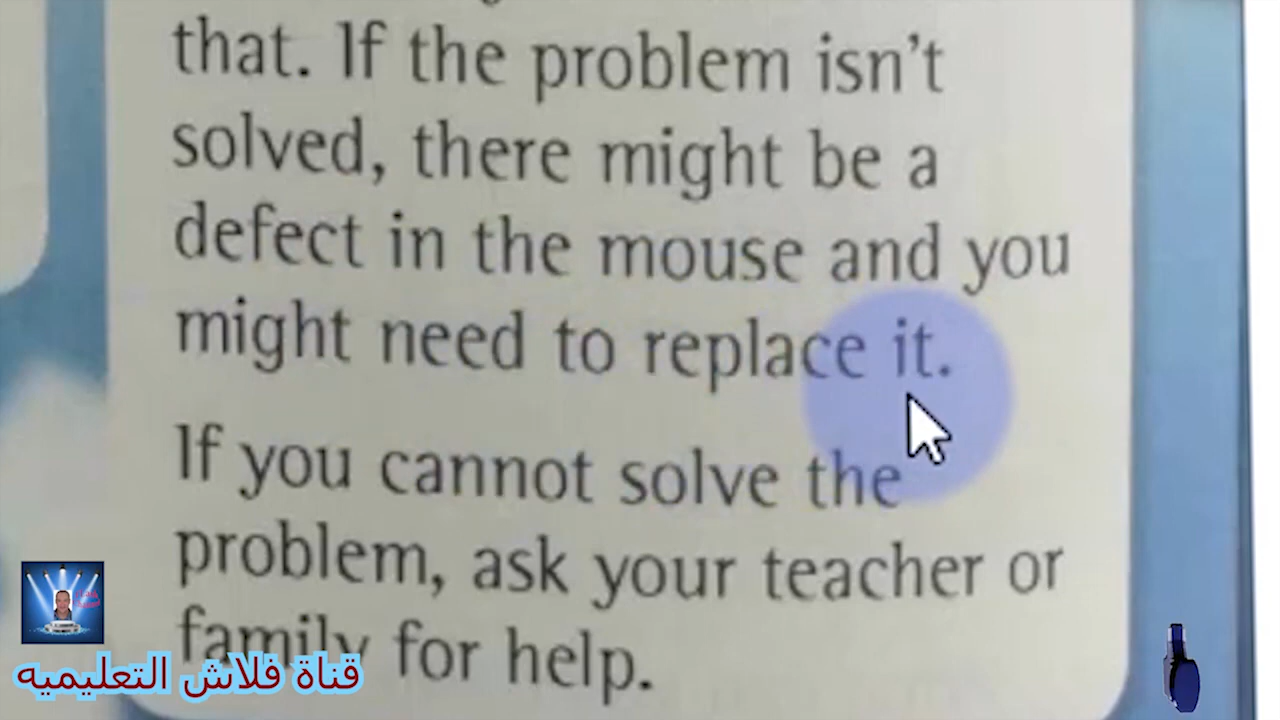 that. If the problem isn't
solved, there might be a
defect in the mouse and you
might need to replace it.
If you cannot solve the
problem, ask your teacher or
family for help.
قناة فلاش التعليميه